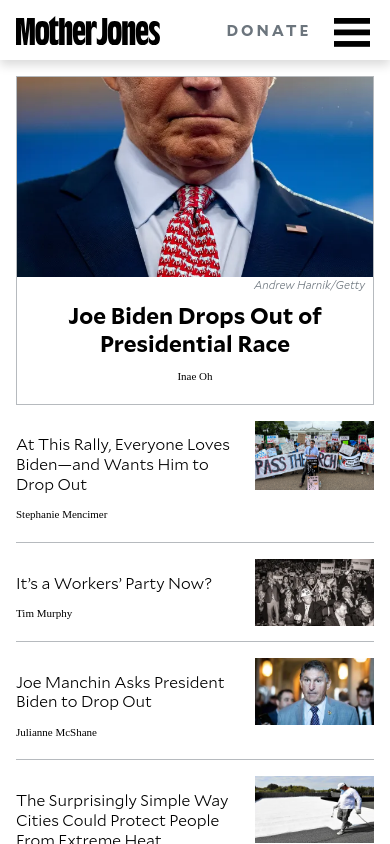 Mother Jones
DONATE
Andrew Harnik/Getty
Joe Biden Drops Out of
Presidential Race
Inae Oh
At This Rally, Everyone Loves
Biden—and Wants Him to
Drop Out
Stephanie Mencimer
PASS THE
It's a Workers' Party Now?
Tim Murphy
Joe Manchin Asks President
Biden to Drop Out
Julianne McShane
The Surprisingly Simple Way
Cities Could Protect People
From Extreme Heat